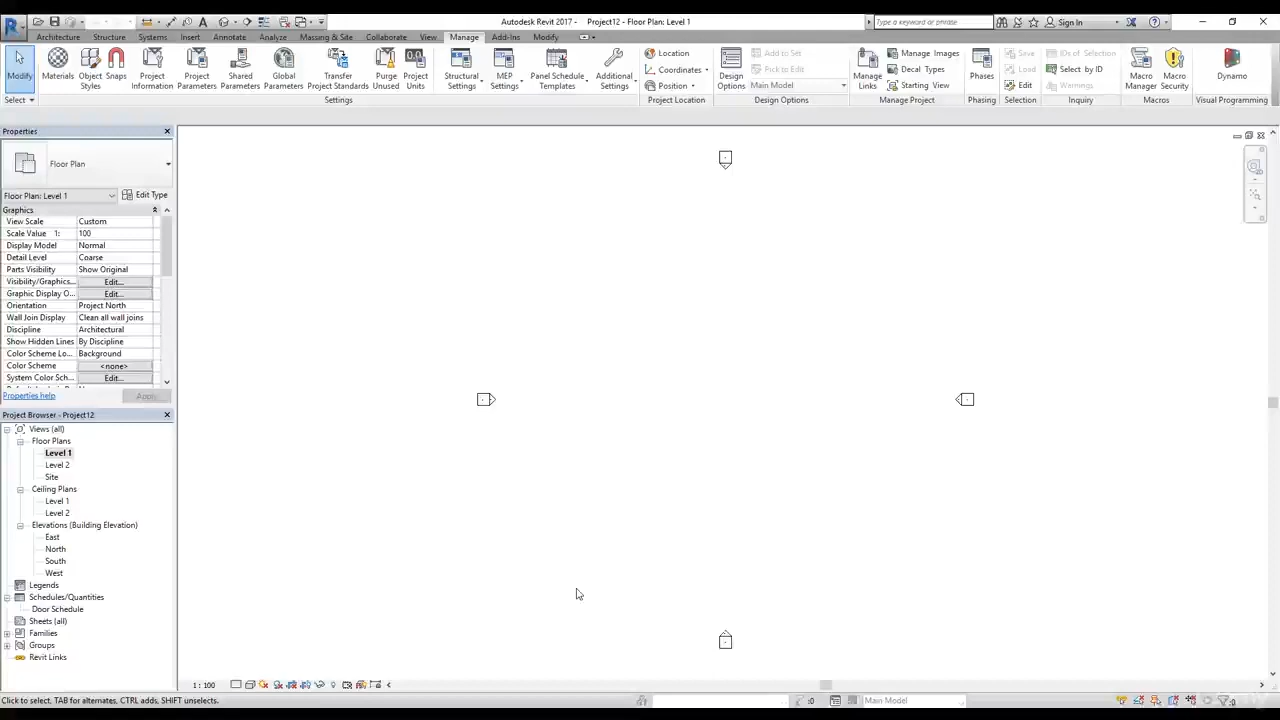 Autodesk Revit 2017 - Project12 - Floor Plan: Level 1
Type a keyword or phrase
Sign In
Architecture Structure Systems Insert Annotate Analyze Massing & Site Collaborate View Manage Add-Ins Modify
Modify
Materials
Object Styles
Snaps
Project Information
Project Parameters
Shared Parameters
Global Parameters
Transfer Project Standards
Purge Unused
Project Units
Structural Settings
MEP Settings
Panel Schedule Templates
Additional Settings
Location
Coordinates
Position
Design Options
Add to Set
Pick to Edit
Main Model
Manage Links
Manage Images
Decal Types
Starting View
Phases
Save
Load
Edit
IDs of Selection
Select by ID
Warnings
Macro Manager
Macro Security
Dynamo
Select Settings Project Location Design Options Manage Project Phasing Selection Inquiry Macros Visual Programming
Properties
Floor Plan
Floor Plan: Level 1 Edit Type
Graphics
View Scale Custom
Scale Value 1: 100
Display Model Normal
Detail Level Coarse
Parts Visibility Show Original
Visibility/Graphics... Edit...
Graphic Display O... Edit...
Orientation Project North
Wall Join Display Clean all wall joins
Discipline Architectural
Show Hidden Lines By Discipline
Color Scheme Lo... Background
Color Scheme <none>
System Color Sch... Edit...
Properties help Apply
Project Browser - Project12
Views (all)
Floor Plans
Level 1
Level 2
Site
Ceiling Plans
Level 1
Level 2
Elevations (Building Elevation)
East
North
South
West
Legends
Schedules/Quantities
Door Schedule
Sheets (all)
Families
Groups
Revit Links
1 : 100
Click to select, TAB for alternates, CTRL adds, SHIFT unselects.
:0
Main Model
:0